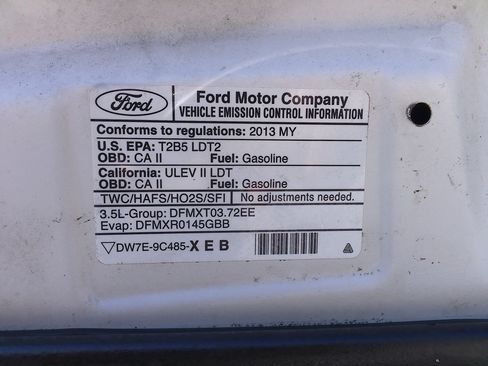 Ford
Ford Motor Company
VEHICLE EMISSION CONTROL INFORMATION
Conforms to regulations: 2013 MY
U.S. EPA: T2B5 LDT2
OBD: CA II Fuel: Gasoline
California: ULEV II LDT
OBD: CA II Fuel: Gasoline
TWC/HAFS/HO2S/SFI No adjustments needed.
3.5L-Group: DFMXT03.72EE
Evap: DFMXR0145GBB
DW7E-9C485-X E B